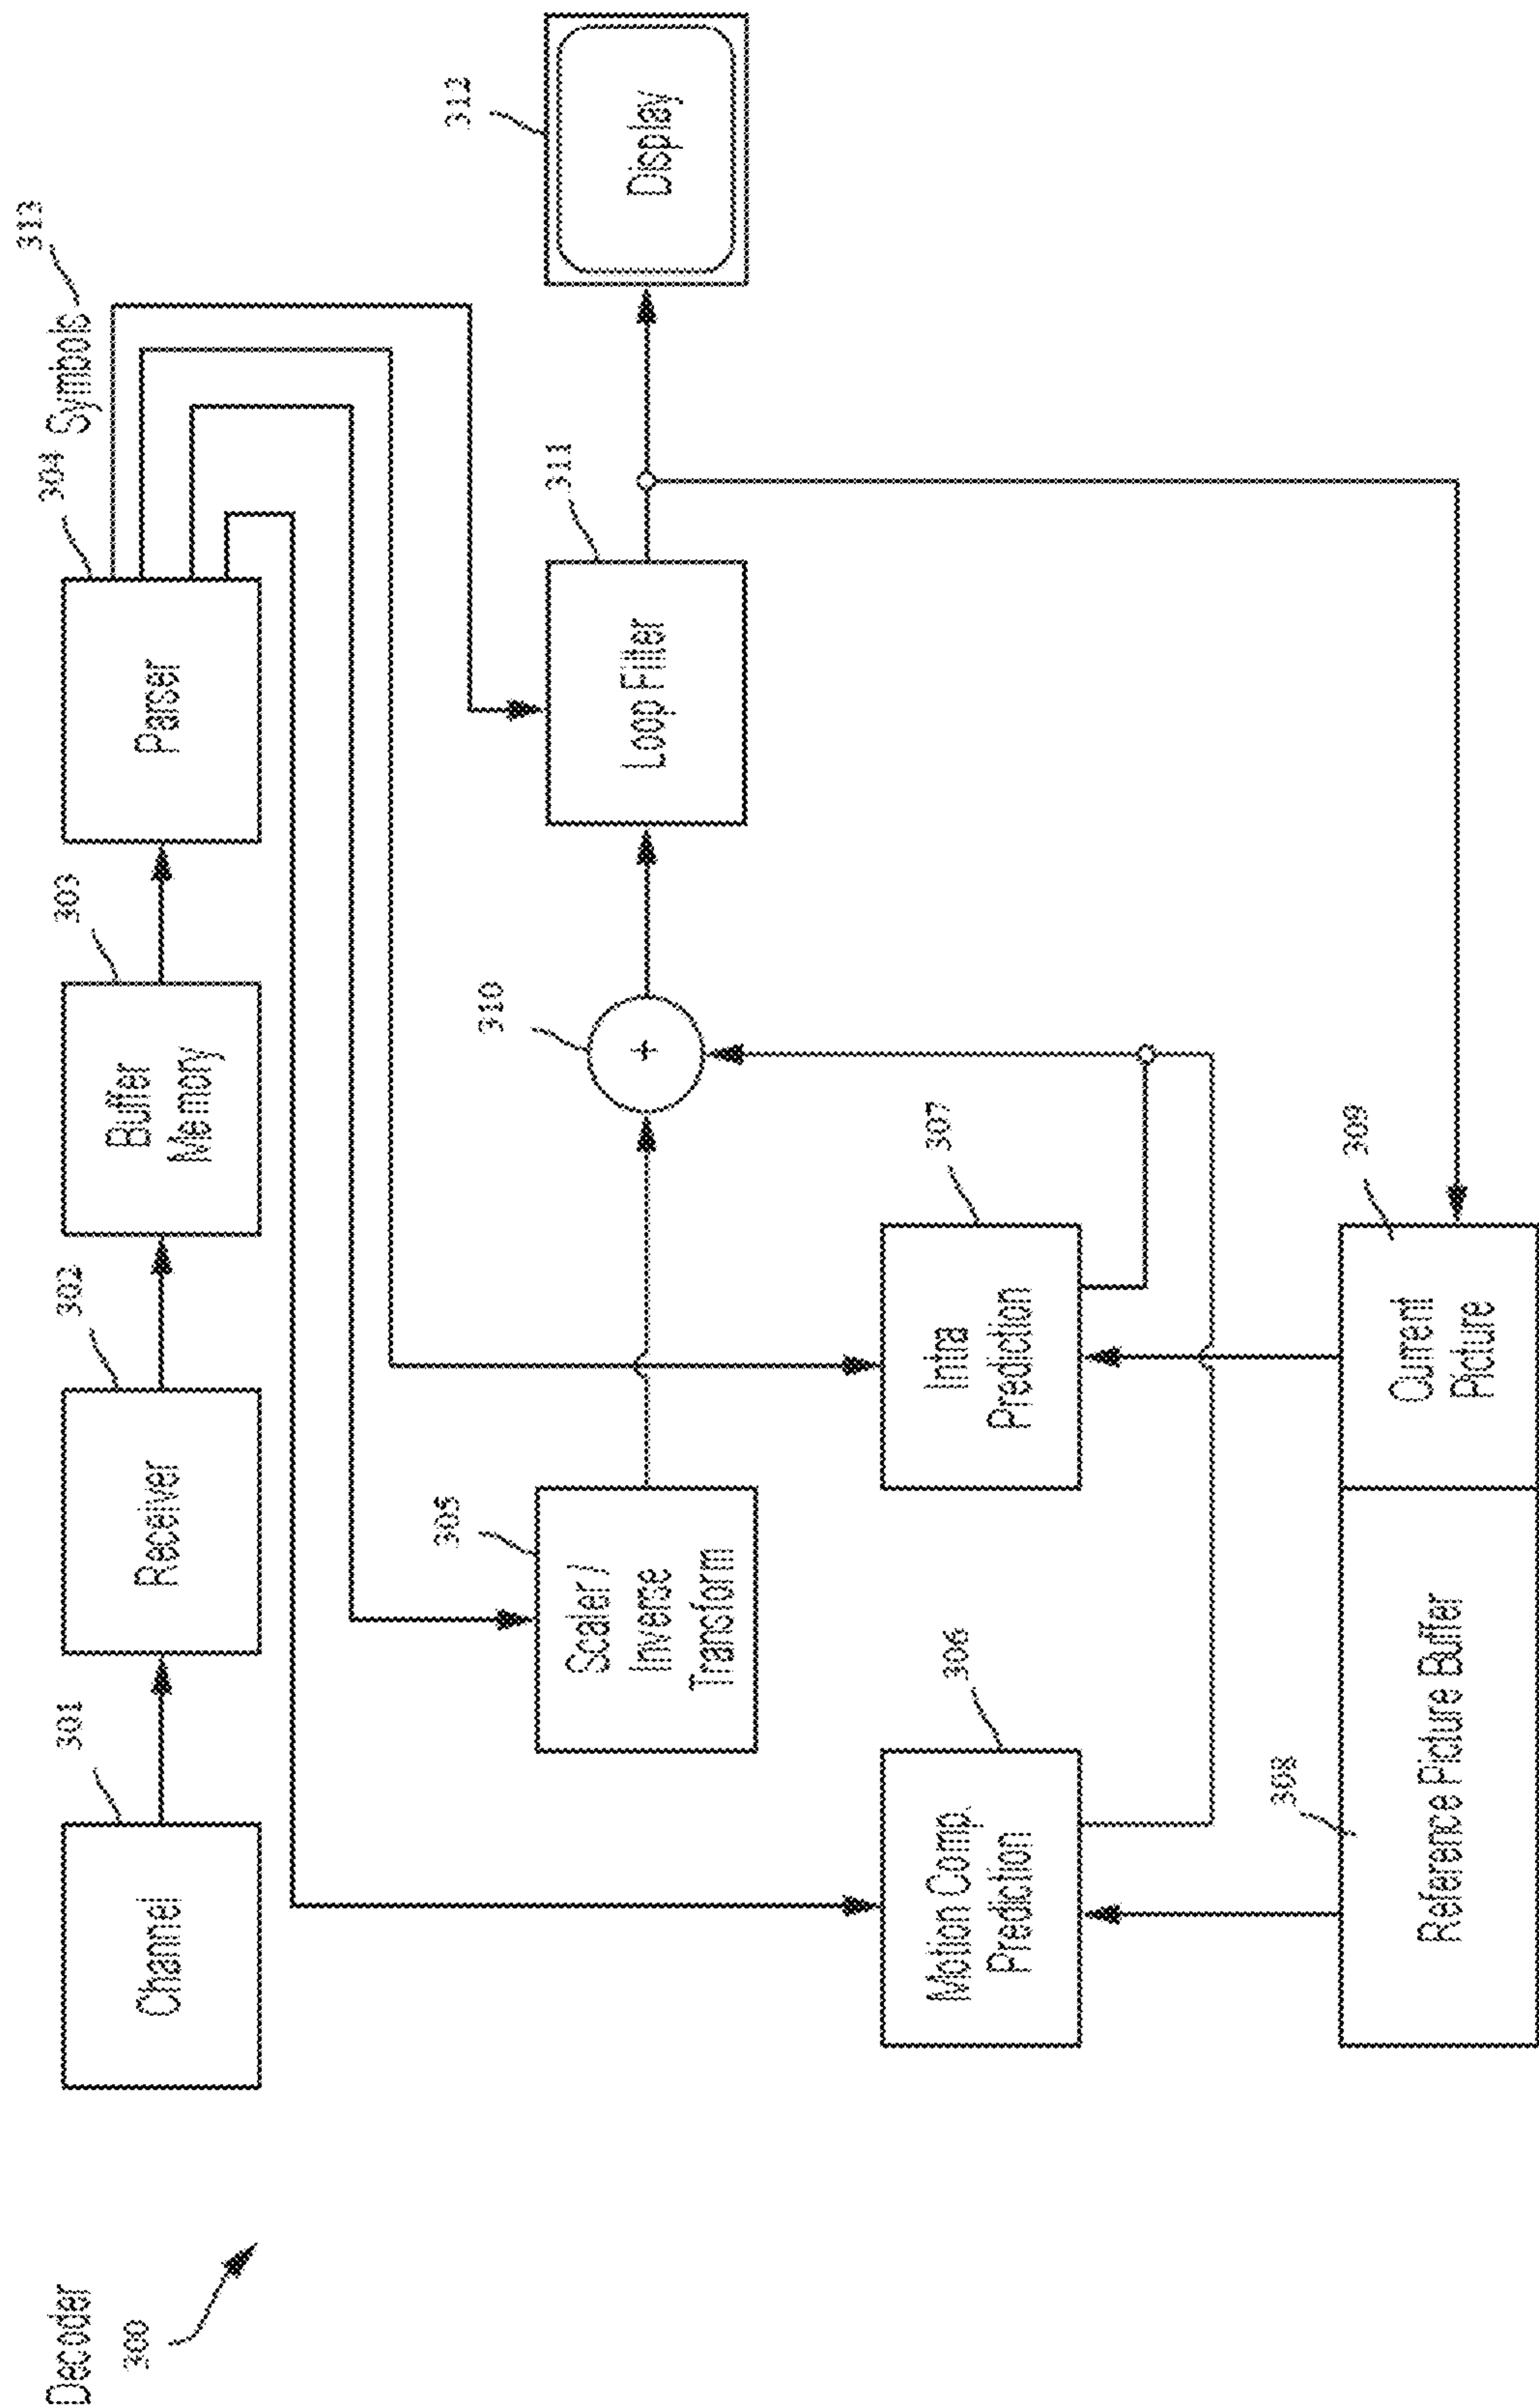 Decoder
300
301
Channel
302
Receiver
303
Buffer
Memory
304
Parser
Symbols
313
305
Scaler /
Inverse
Transform
310
+
311
Loop Filter
312
Display
306
Motion Comp.
Prediction
307
Intra
Prediction
308
Reference Picture Buffer
309
Current
Picture